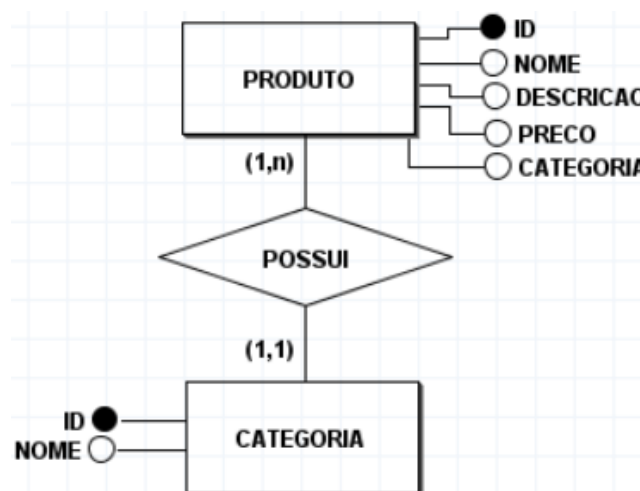 ID
NOME
PRODUTO
DESCRICAO
PRECO
CATEGORIA
(1,n)
POSSUI
(1,1)
ID
NOME
CATEGORIA